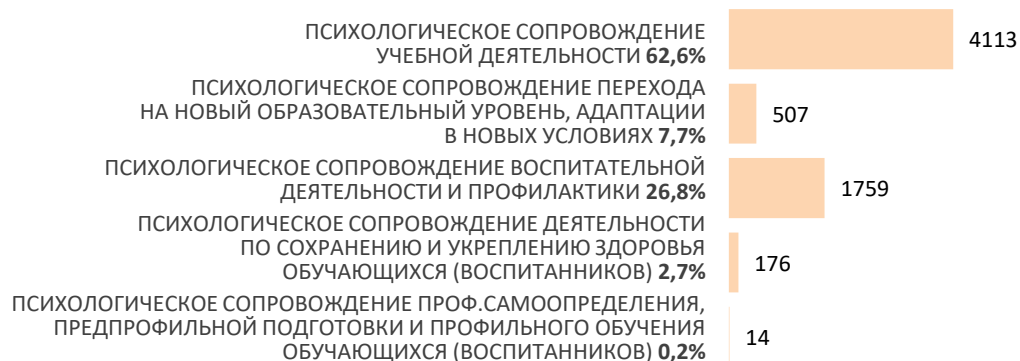 ПСИХОЛОГИЧЕСКОЕ СОПРОВОЖДЕНИЕ
УЧЕБНОЙ ДЕЯТЕЛЬНОСТИ 62,6%
4113
ПСИХОЛОГИЧЕСКОЕ СОПРОВОЖДЕНИЕ ПЕРЕХОДА
НА НОВЫЙ ОБРАЗОВАТЕЛЬНЫЙ УРОВЕНЬ, АДАПТАЦИИ
В НОВЫХ УСЛОВИЯХ 7,7%
507
ПСИХОЛОГИЧЕСКОЕ СОПРОВОЖДЕНИЕ ВОСПИТАТЕЛЬНОЙ
ДЕЯТЕЛЬНОСТИ И ПРОФИЛАКТИКИ 26,8%
1759
ПСИХОЛОГИЧЕСКОЕ СОПРОВОЖДЕНИЕ ДЕЯТЕЛЬНОСТИ
ПО СОХРАНЕНИЮ И УКРЕПЛЕНИЮ ЗДОРОВЬЯ
ОБУЧАЮЩИХСЯ (ВОСПИТАННИКОВ) 2,7%
176
ПСИХОЛОГИЧЕСКОЕ СОПРОВОЖДЕНИЕ ПРОФ.САМООПРЕДЕЛЕНИЯ,
ПРЕДПРОФИЛЬНОЙ ПОДГОТОВКИ И ПРОФИЛЬНОГО ОБУЧЕНИЯ
ОБУЧАЮЩИХСЯ (ВОСПИТАННИКОВ) 0,2%
14